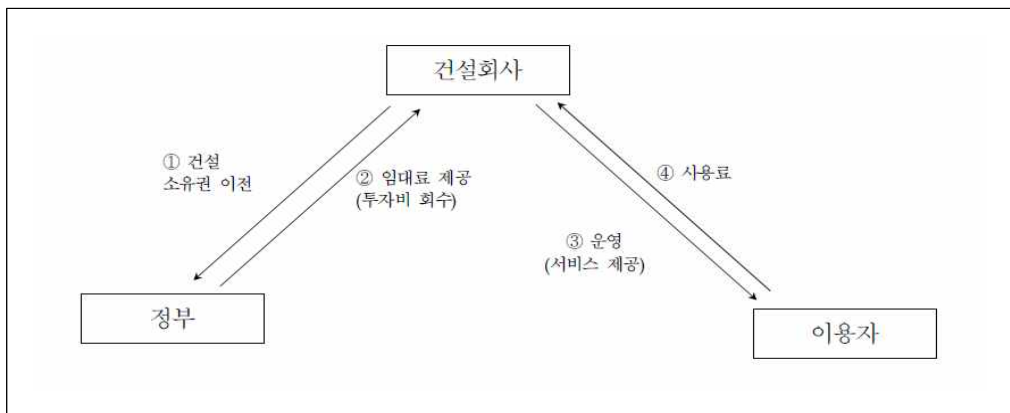 건설회사
① 건설
소유권 이전
② 임대료 제공
(투자비 회수)
④ 사용료
③ 운영
(서비스 제공)
정부
이용자